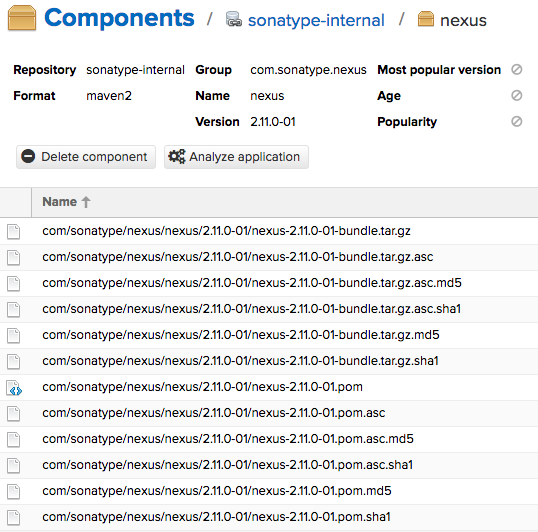 Components / sonatype-internal / nexus
Repository sonatype-internal Group com.sonatype.nexus Most popular version
Format maven2 Name nexus Age
Version 2.11.0-01 Popularity
Delete component Analyze application
Name
com/sonatype/nexus/nexus/2.11.0-01/nexus-2.11.0-01-bundle.tar.gz
com/sonatype/nexus/nexus/2.11.0-01/nexus-2.11.0-01-bundle.tar.gz.asc
com/sonatype/nexus/nexus/2.11.0-01/nexus-2.11.0-01-bundle.tar.gz.asc.md5
com/sonatype/nexus/nexus/2.11.0-01/nexus-2.11.0-01-bundle.tar.gz.asc.sha1
com/sonatype/nexus/nexus/2.11.0-01/nexus-2.11.0-01-bundle.tar.gz.md5
com/sonatype/nexus/nexus/2.11.0-01/nexus-2.11.0-01-bundle.tar.gz.sha1
com/sonatype/nexus/nexus/2.11.0-01/nexus-2.11.0-01.pom
com/sonatype/nexus/nexus/2.11.0-01/nexus-2.11.0-01.pom.asc
com/sonatype/nexus/nexus/2.11.0-01/nexus-2.11.0-01.pom.asc.md5
com/sonatype/nexus/nexus/2.11.0-01/nexus-2.11.0-01.pom.asc.sha1
com/sonatype/nexus/nexus/2.11.0-01/nexus-2.11.0-01.pom.md5
com/sonatype/nexus/nexus/2.11.0-01/nexus-2.11.0-01.pom.sha1